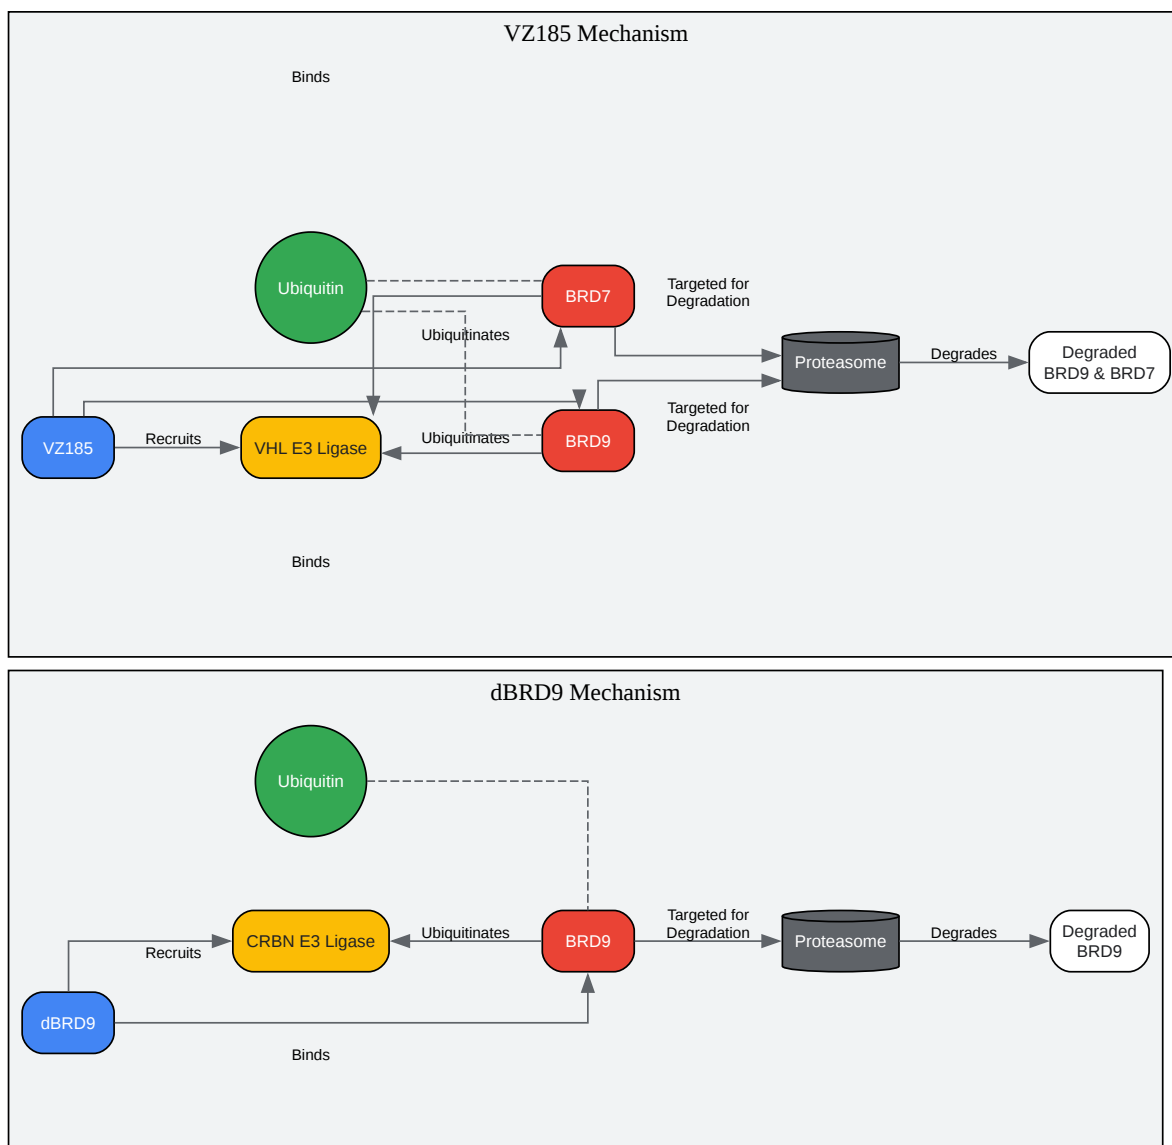 VZ185 Mechanism
Binds
Ubiquitin
BRD7
Targeted for
Degradation
Ubiquitinates
Proteasome
Degrades
Degraded
BRD9 & BRD7
VZ185
Recruits
VHL E3 Ligase
Ubiquitinates
BRD9
Targeted for
Degradation
Binds
dBRD9 Mechanism
Ubiquitin
CRBN E3 Ligase
Ubiquitinates
BRD9
Targeted for
Degradation
Proteasome
Degrades
Degraded
BRD9
Recruits
dBRD9
Binds